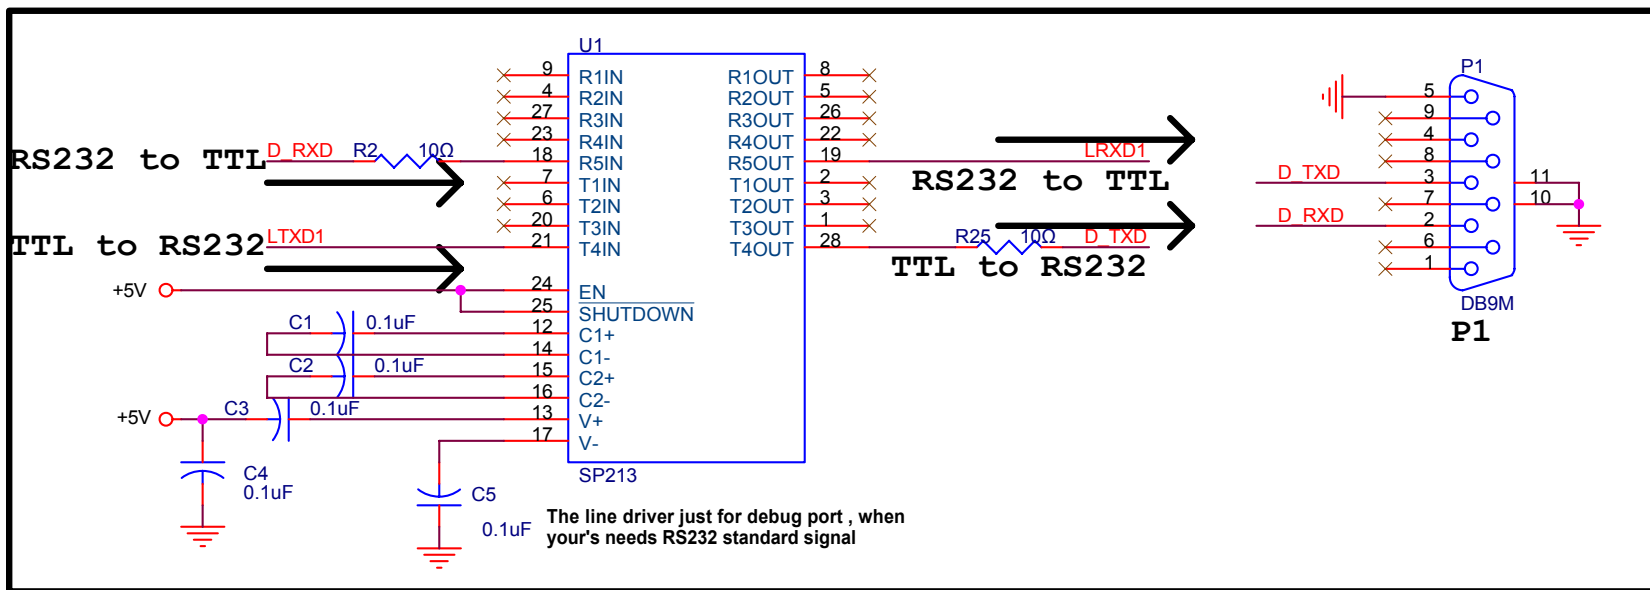 U1
9 R1IN R1OUT 8
4 R2IN R2OUT 5
27 R3IN R3OUT 26
23 R4IN R4OUT 22
RS232 to TTL D_RXD R2 10Ω 18 R5IN R5OUT 19 LRXD1
7 T1IN T1OUT 2 RS232 to TTL
6 T2IN T2OUT 3
20 T3IN T3OUT 1
TTL to RS232 LTXD1 21 T4IN T4OUT 28 R25 10Ω D_TXD
TTL to RS232
+5V 24 EN
25 SHUTDOWN
C1 0.1uF 12 C1+
14 C1-
C2 0.1uF 15 C2+
16 C2-
+5V C3 0.1uF 13 V+
17 V-
SP213
C4
0.1uF
C5
0.1uF
The line driver just for debug port , when
your's needs RS232 standard signal
P1
5
9
4
8
D_TXD 3 11
7 10
D_RXD 2
6
1
DB9M
P1